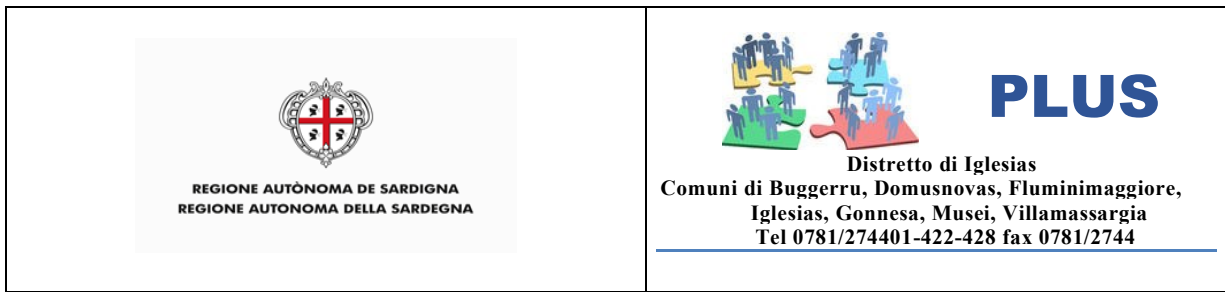 REGIONE AUTÒNOMA DE SARDIGNA
REGIONE AUTONOMA DELLA SARDEGNA
PLUS
Distretto di Iglesias
Comuni di Buggerru, Domusnovas, Fluminimaggiore,
Iglesias, Gonnesa, Musei, Villamassargia
Tel 0781/274401-422-428 fax 0781/2744